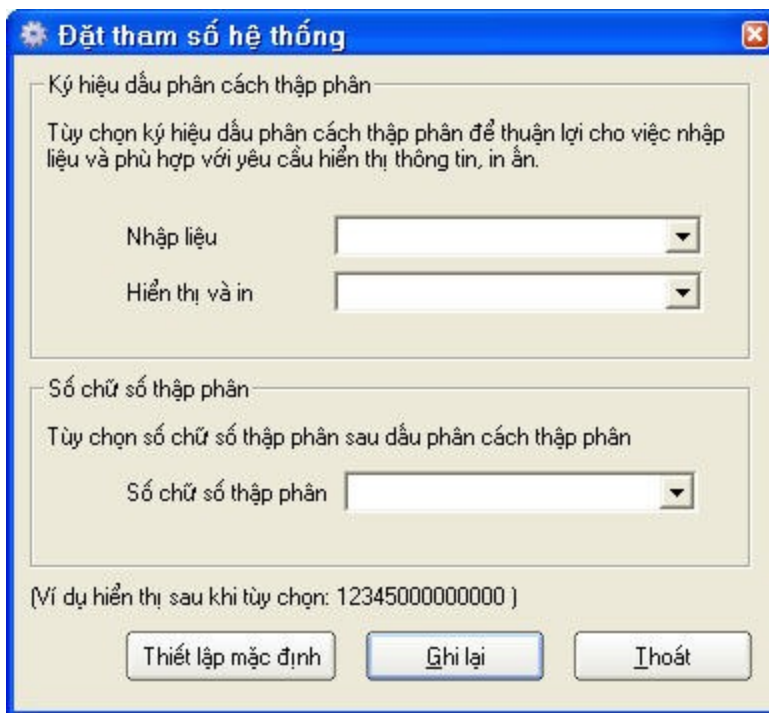 Đặt tham số hệ thống
Ký hiệu dấu phân cách thập phân
Tùy chọn ký hiệu dấu phân cách thập phân để thuận lợi cho việc nhập
liệu và phù hợp với yêu cầu hiển thị thông tin, in ấn.
Nhập liệu
Hiển thị và in
Số chữ số thập phân
Tùy chọn số chữ số thập phân sau dấu phân cách thập phân
Số chữ số thập phân
(Ví dụ hiển thị sau khi tùy chọn: 12345000000000 )
Thiết lập mặc định Ghi lại Thoát